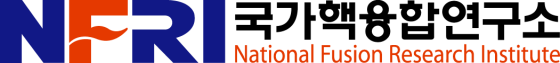 NFRI 국가핵융합연구소
National Fusion Research Institute